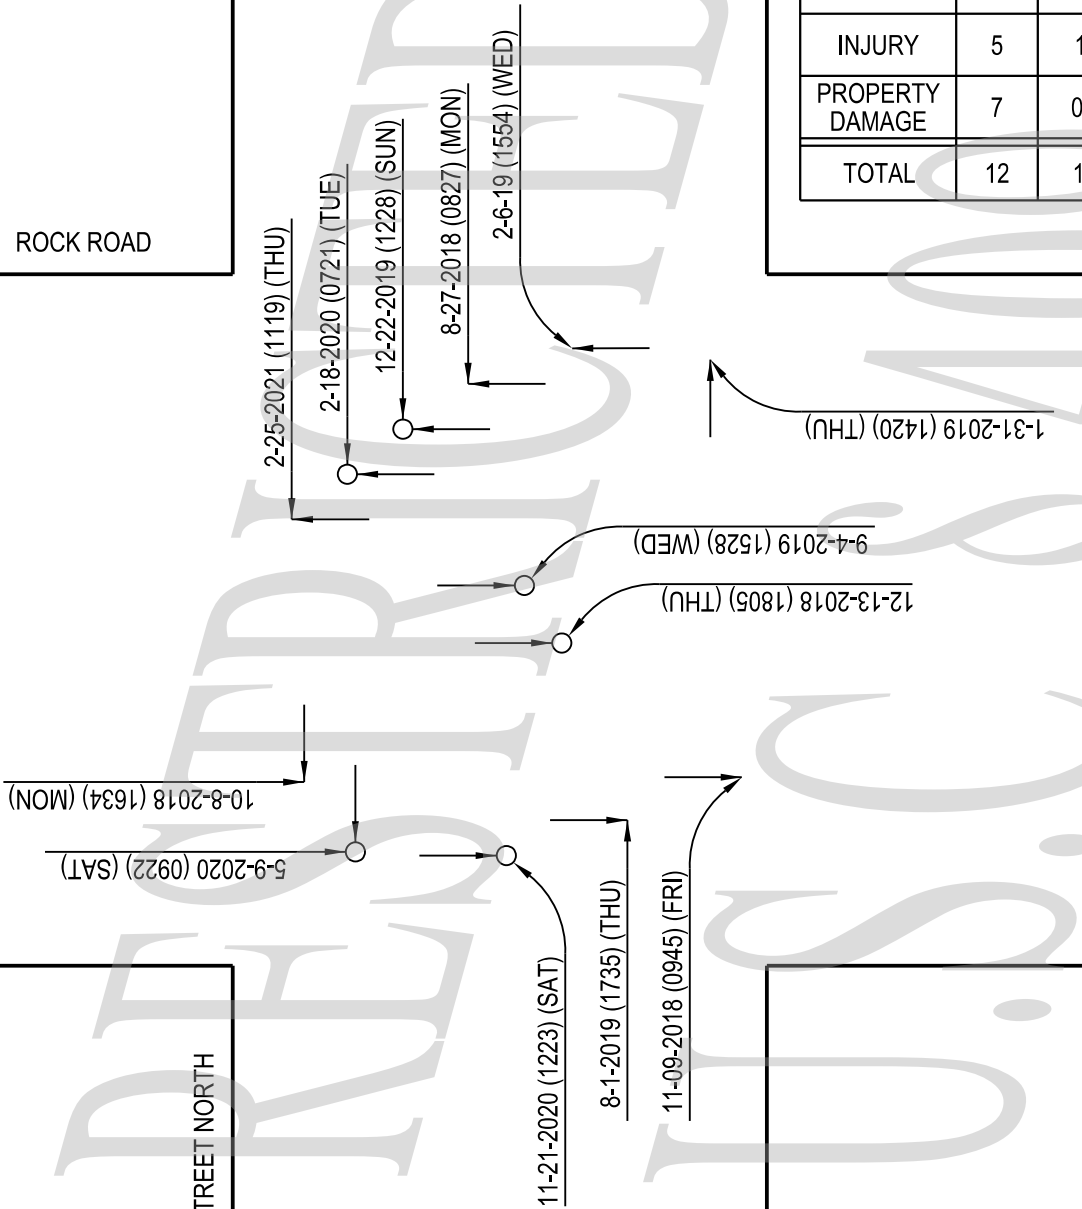 INJURY 5 1
PROPERTY DAMAGE 7 0
TOTAL 12 1
ROCK ROAD
2-25-2021 (1119) (THU)
2-18-2020 (0721) (TUE)
12-22-2019 (1228) (SUN)
8-27-2018 (0827) (MON)
2-6-19 (1554) (WED)
1-31-2019 (1420) (THU)
9-4-2019 (1528) (WED)
12-13-2018 (1805) (THU)
10-8-2018 (1634) (MON)
5-9-2020 (0922) (SAT)
11-21-2020 (1223) (SAT)
8-1-2019 (1735) (THU)
11-09-2018 (0945) (FRI)
TREET NORTH
RESTRICTED
U.S.C